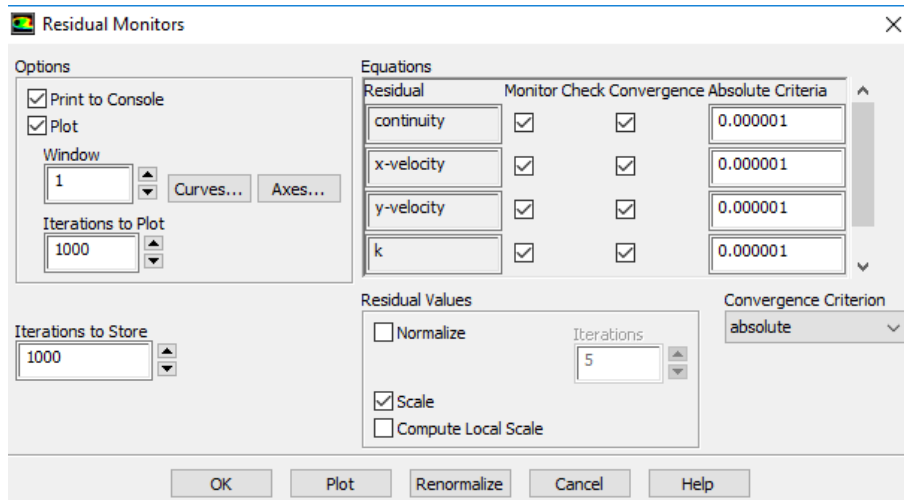 Residual Monitors
Options
Print to Console
Plot
Window
1
Curves...
Axes...
Iterations to Plot
1000
Iterations to Store
1000
Equations
Residual Monitor Check Convergence Absolute Criteria
continuity 0.000001
x-velocity 0.000001
y-velocity 0.000001
k 0.000001
Residual Values
Normalize
Iterations
5
Scale
Compute Local Scale
Convergence Criterion
absolute
OK Plot Renormalize Cancel Help